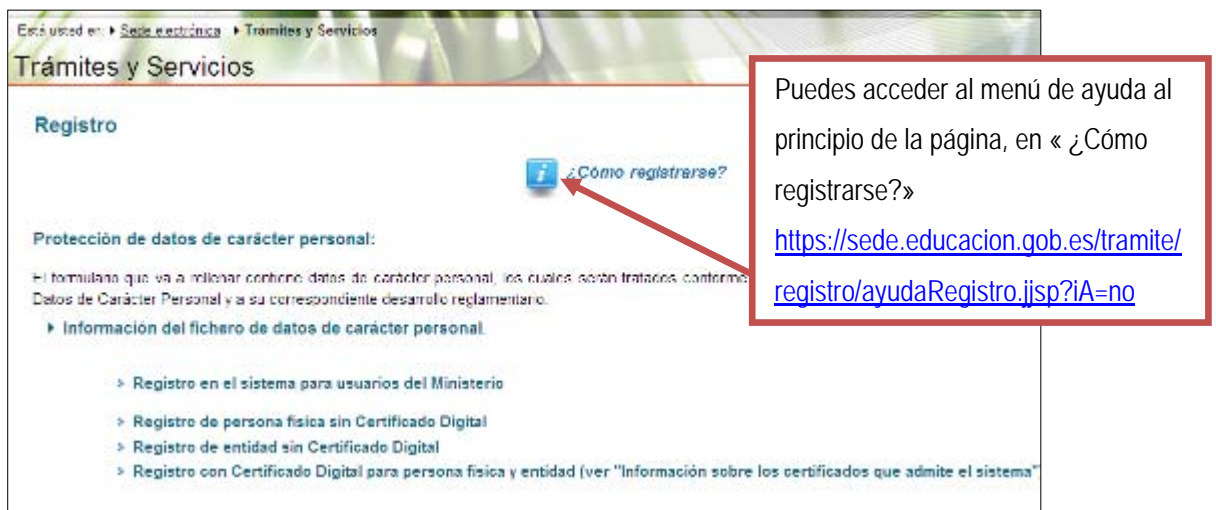 Está usted en: Sede electrónica Trámites y Servicios
Trámites y Servicios
Registro
¿Cómo registrarse?
Protección de datos de carácter personal:
El formulario que va a rellenar contiene datos de carácter personal, los cuales serán tratados conforme
Datos de Carácter Personal y a su correspondiente desarrollo reglamentario.
Información del fichero de datos de carácter personal.
Registro en el sistema para usuarios del Ministerio
Registro de persona física sin Certificado Digital
Registro de entidad sin Certificado Digital
Registro con Certificado Digital para persona física y entidad (ver "Información sobre los certificados que admite el sistema"
Puedes acceder al menú de ayuda al
principio de la página, en « ¿Cómo
registrarse?»
https://sede.educacion.gob.es/tramite/
registro/ayudaRegistro.jjsp?iA=no